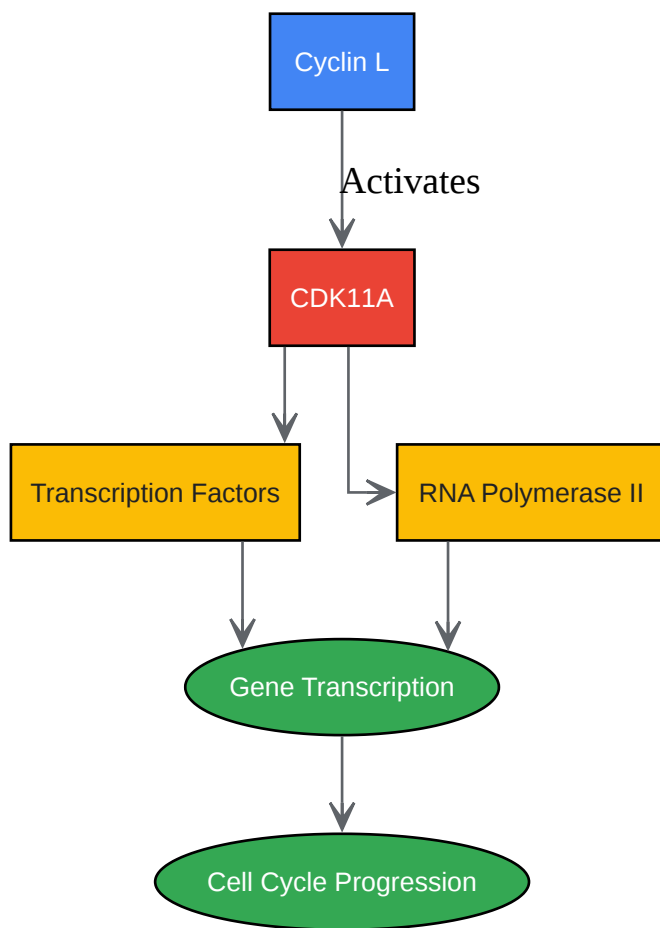 Cyclin L
Activates
CDK11A
Transcription Factors
RNA Polymerase II
Gene Transcription
Cell Cycle Progression